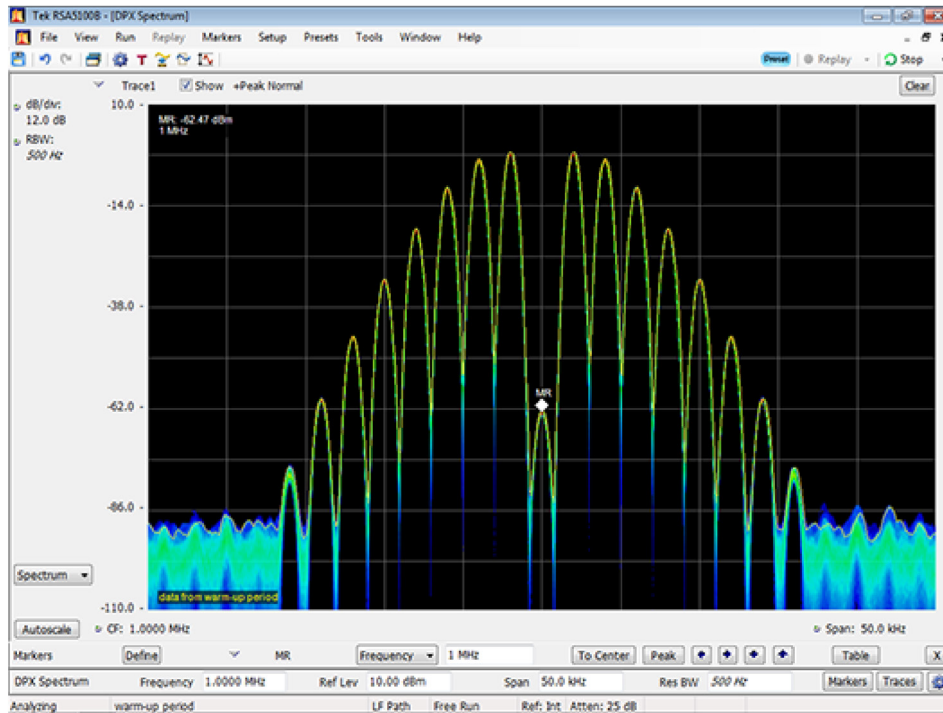 Tek RSA5100B - [DPX Spectrum]
File View Run Replay Markers Setup Presets Tools Window Help
Preset Replay Stop
Trace1 Show +Peak Normal Clear
dB/div:
12.0 dB
RBW:
500 Hz
10.0
MR: -62.47 dBm
1 MHz
-14.0
-38.0
MR
-62.0
-86.0
Spectrum
-110.0
data from warm-up period
Autoscale CF: 1.0000 MHz Span: 50.0 kHz
Markers Define MR Frequency 1 MHz To Center Peak Table X
DPX Spectrum Frequency 1.0000 MHz Ref Lev 10.00 dBm Span 50.0 kHz Res BW 500 Hz Markers Traces
Analyzing warm-up period LF Path Free Run Ref: Int Atten: 25 dB